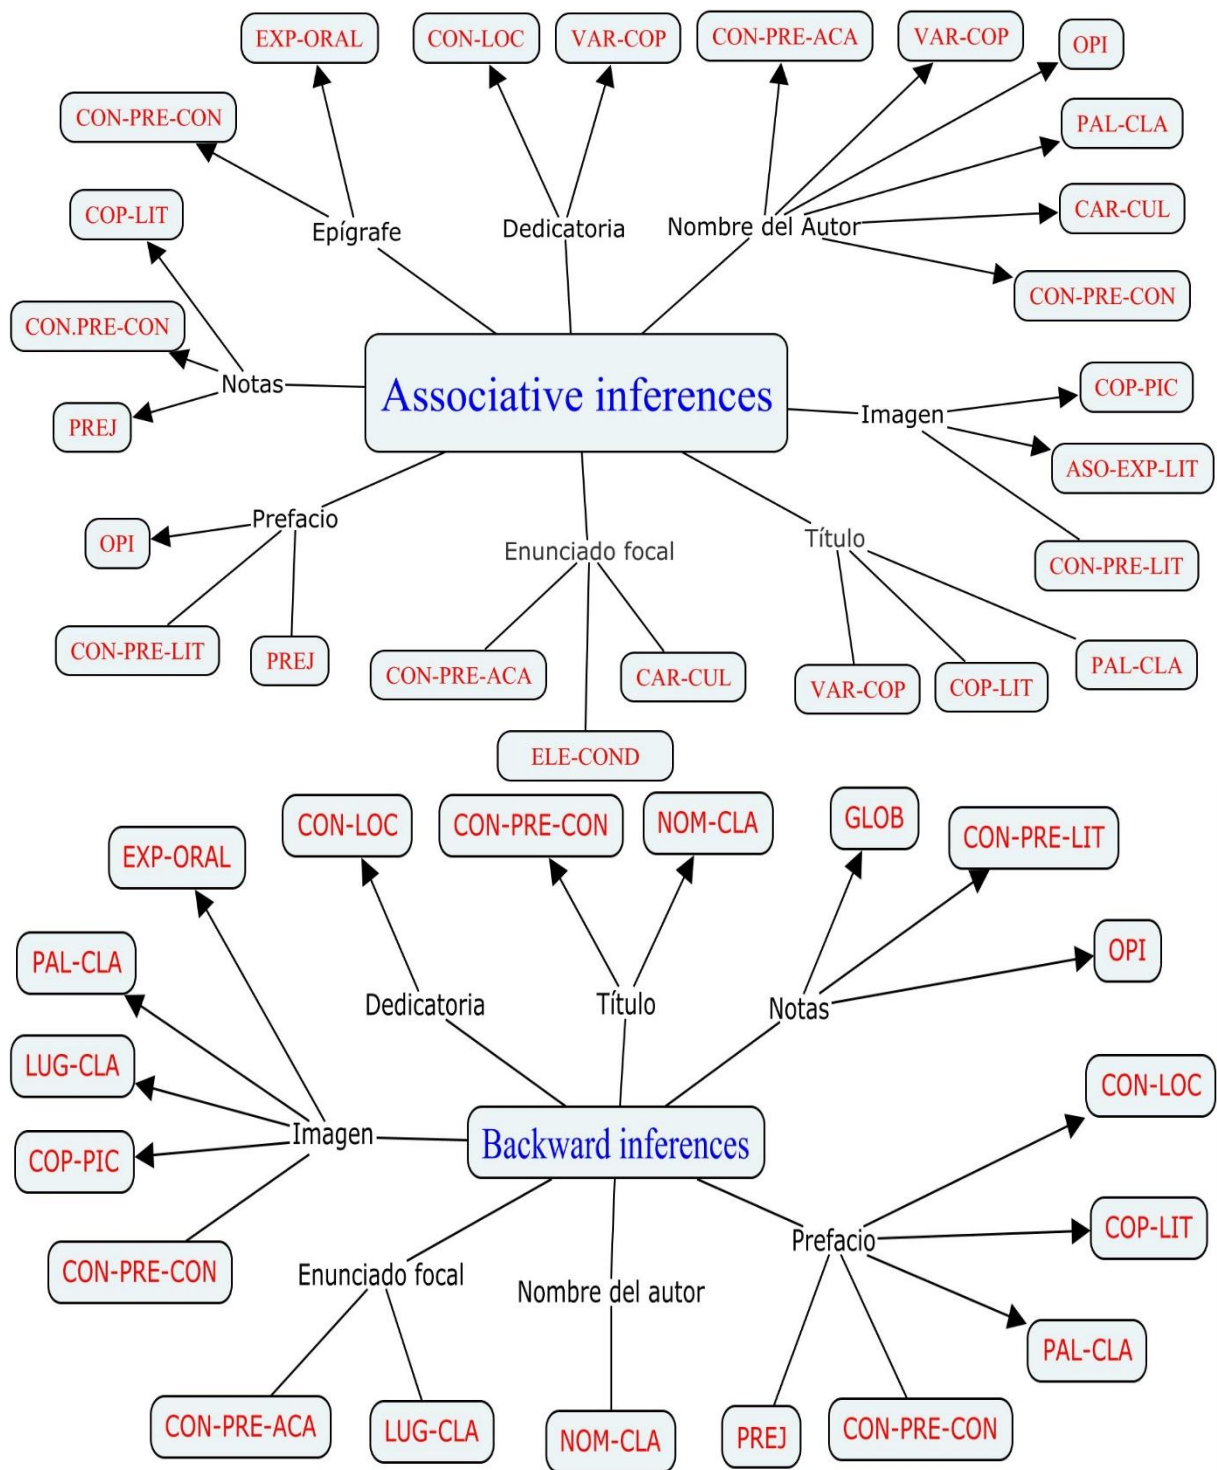 EXP-ORAL
CON-LOC
VAR-COP
CON-PRE-ACA
VAR-COP
OPI
CON-PRE-CON
PAL-CLA
COP-LIT
CAR-CUL
Epígrafe
Dedicatoria
Nombre del Autor
CON-PRE-CON
CON.PRE-CON
Notas
Associative inferences
COP-PIC
Imagen
PREJ
ASO-EXP-LIT
OPI
Prefacio
Enunciado focal
Título
CON-PRE-LIT
CON-PRE-LIT
PREJ
CON-PRE-ACA
CAR-CUL
VAR-COP
COP-LIT
PAL-CLA
ELE-COND
EXP-ORAL
CON-LOC
CON-PRE-CON
NOM-CLA
GLOB
CON-PRE-LIT
PAL-CLA
OPI
Dedicatoria
Título
Notas
LUG-CLA
CON-LOC
COP-PIC
Imagen
Backward inferences
COP-LIT
CON-PRE-CON
Prefacio
Enunciado focal
Nombre del autor
PAL-CLA
CON-PRE-ACA
LUG-CLA
NOM-CLA
PREJ
CON-PRE-CON